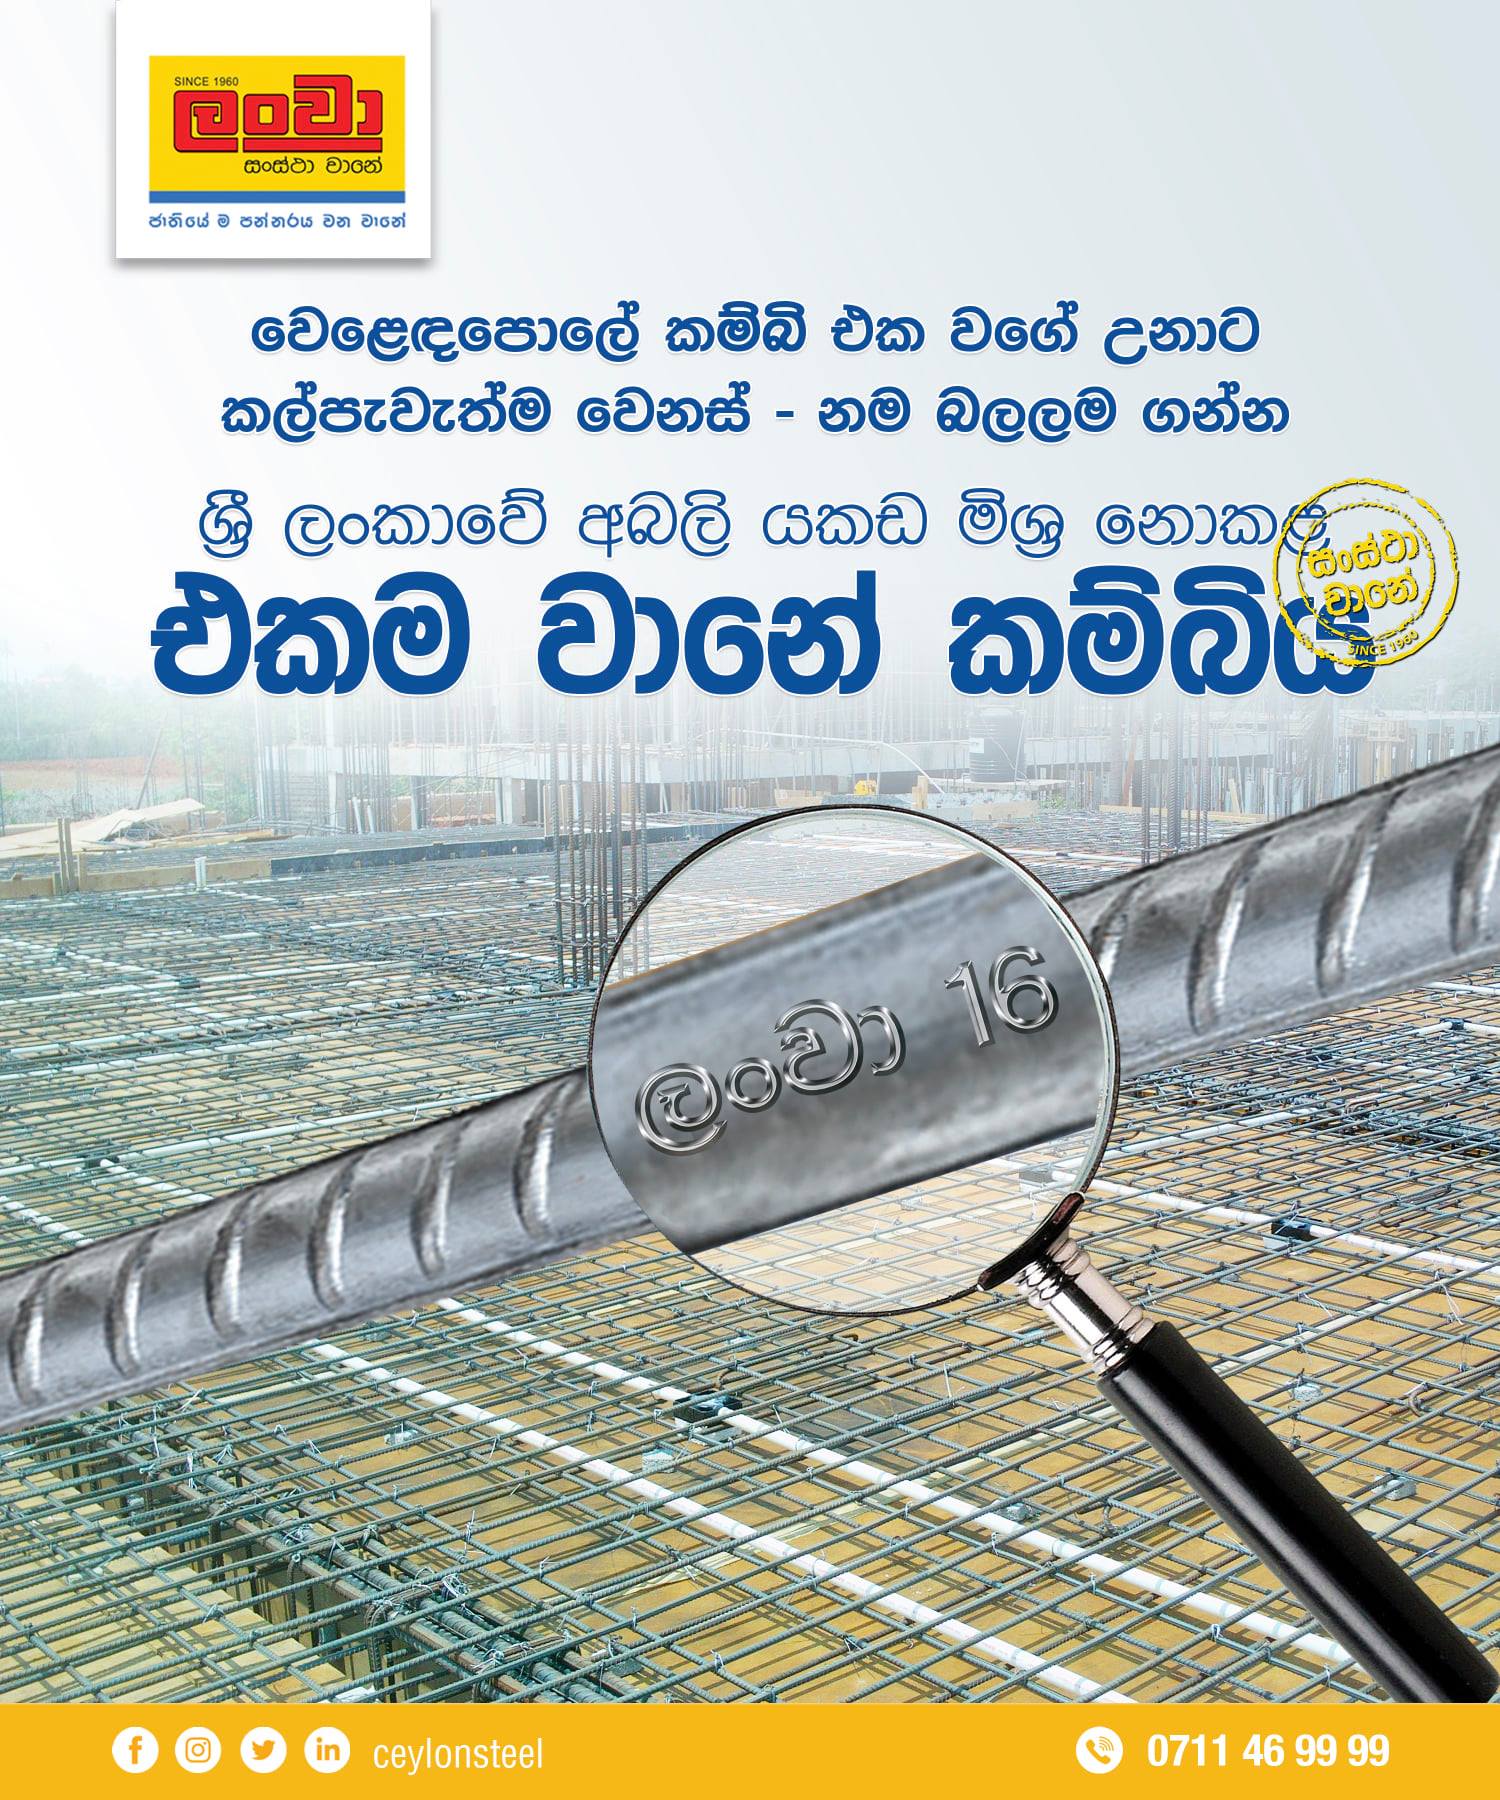 SINCE 1960
ලංවා
සංස්ථා වානේ
ජාතියේ ම පන්නරය වන වානේ
වෙළෙඳපොලේ කම්බි එක වගේ උනාට
කල්පැවැත්ම වෙනස් - නම බලලම ගන්න
ශ්‍රී ලංකාවේ අබලි යකඩ මිශ්‍ර නොකළ
එකම වානේ කම්බිය
සංස්ථා
වානේ
SINCE 1960
ලංවා 16
ceylonsteel
0711 46 99 99